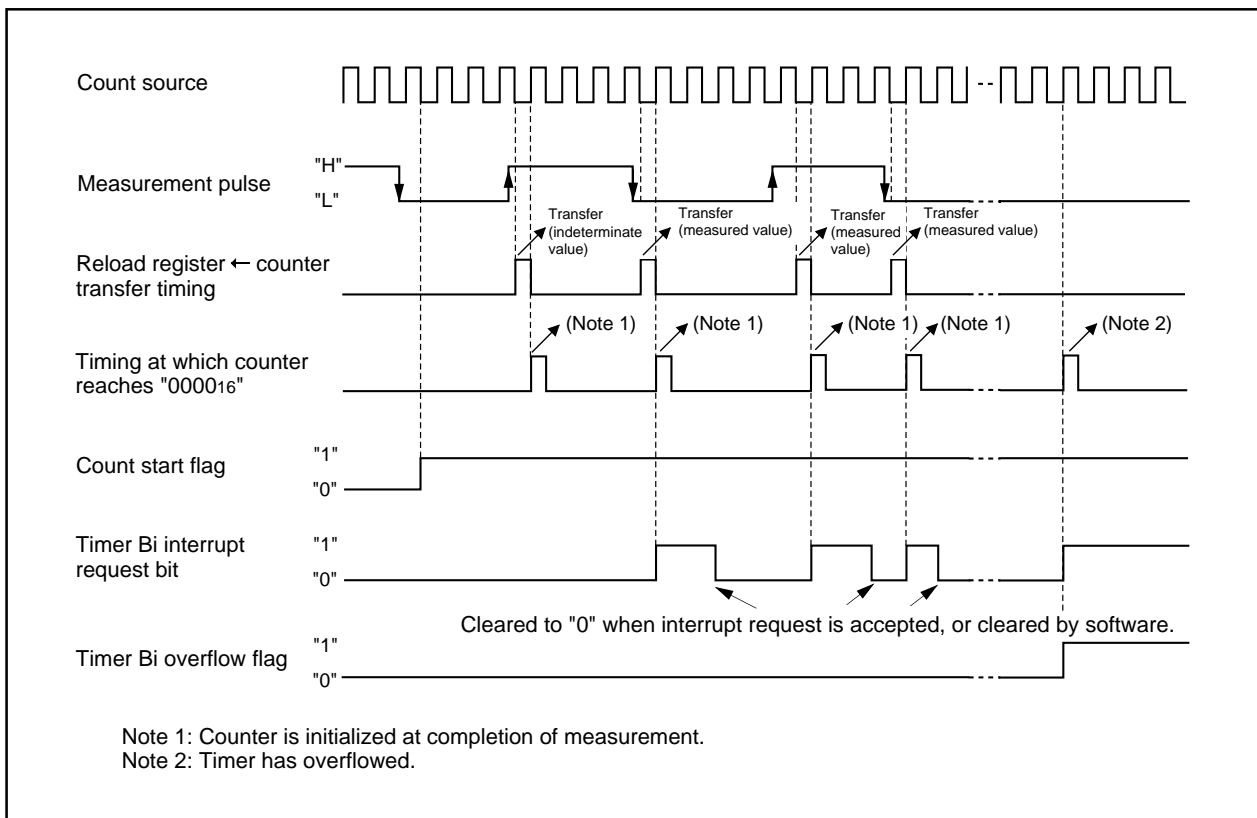 Count source
Measurement pulse
"H"
"L"
Transfer
(indeterminate
value)
Transfer
(measured value)
Transfer
(measured
value)
Transfer
(measured value)
Reload register ← counter
transfer timing
(Note 1)
(Note 1)
(Note 1)
(Note 1)
(Note 2)
Timing at which counter
reaches "000016"
Count start flag
"1"
"0"
Timer Bi interrupt
request bit
"1"
"0"
Cleared to "0" when interrupt request is accepted, or cleared by software.
Timer Bi overflow flag
"1"
"0"
Note 1: Counter is initialized at completion of measurement.
Note 2: Timer has overflowed.